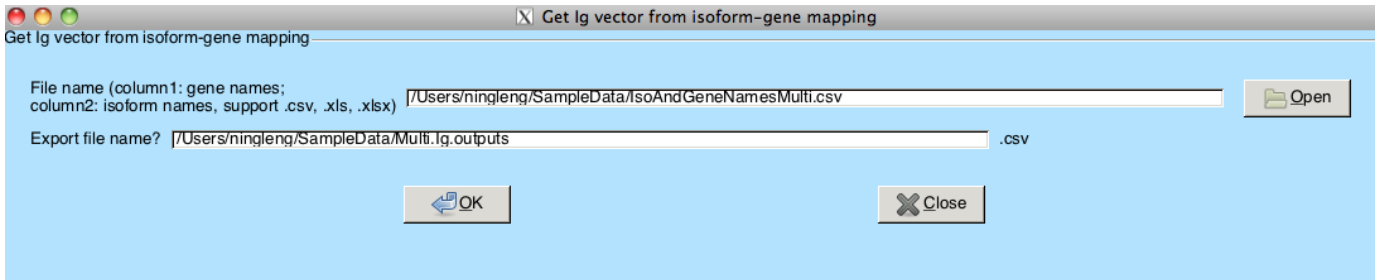 Get Ig vector from isoform-gene mapping
Get Ig vector from isoform-gene mapping
File name (column1: gene names;
column2: isoform names, support .csv, .xls, .xlsx) /Users/ningleng/SampleData/IsoAndGeneNamesMulti.csv Open
Export file name? /Users/ningleng/SampleData/Multi.Ig.outputs .csv
OK Close